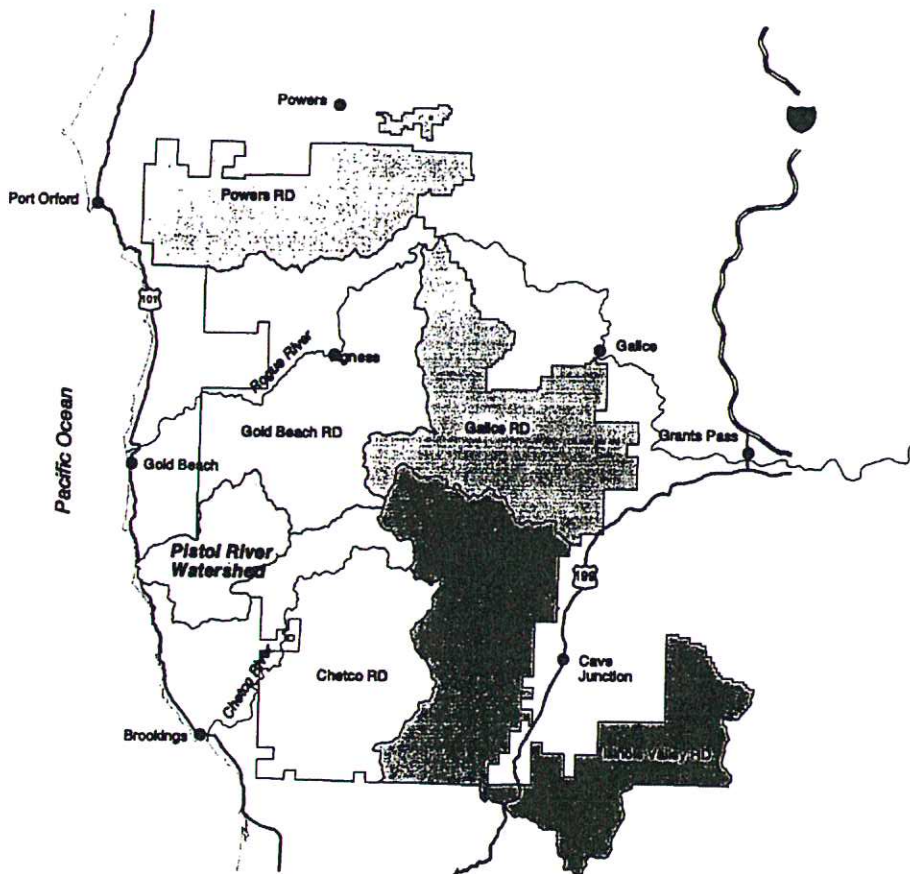 Powers
Powers RD
Port Orford
101
Rogue River
Agness
Galice
Pacific Ocean
Gold Beach RD
Galice RD
Grants Pass
Gold Beach
Pistol River
Watershed
199
Chetco River
Chetco RD
Cave
Junction
Brookings
Valley RD